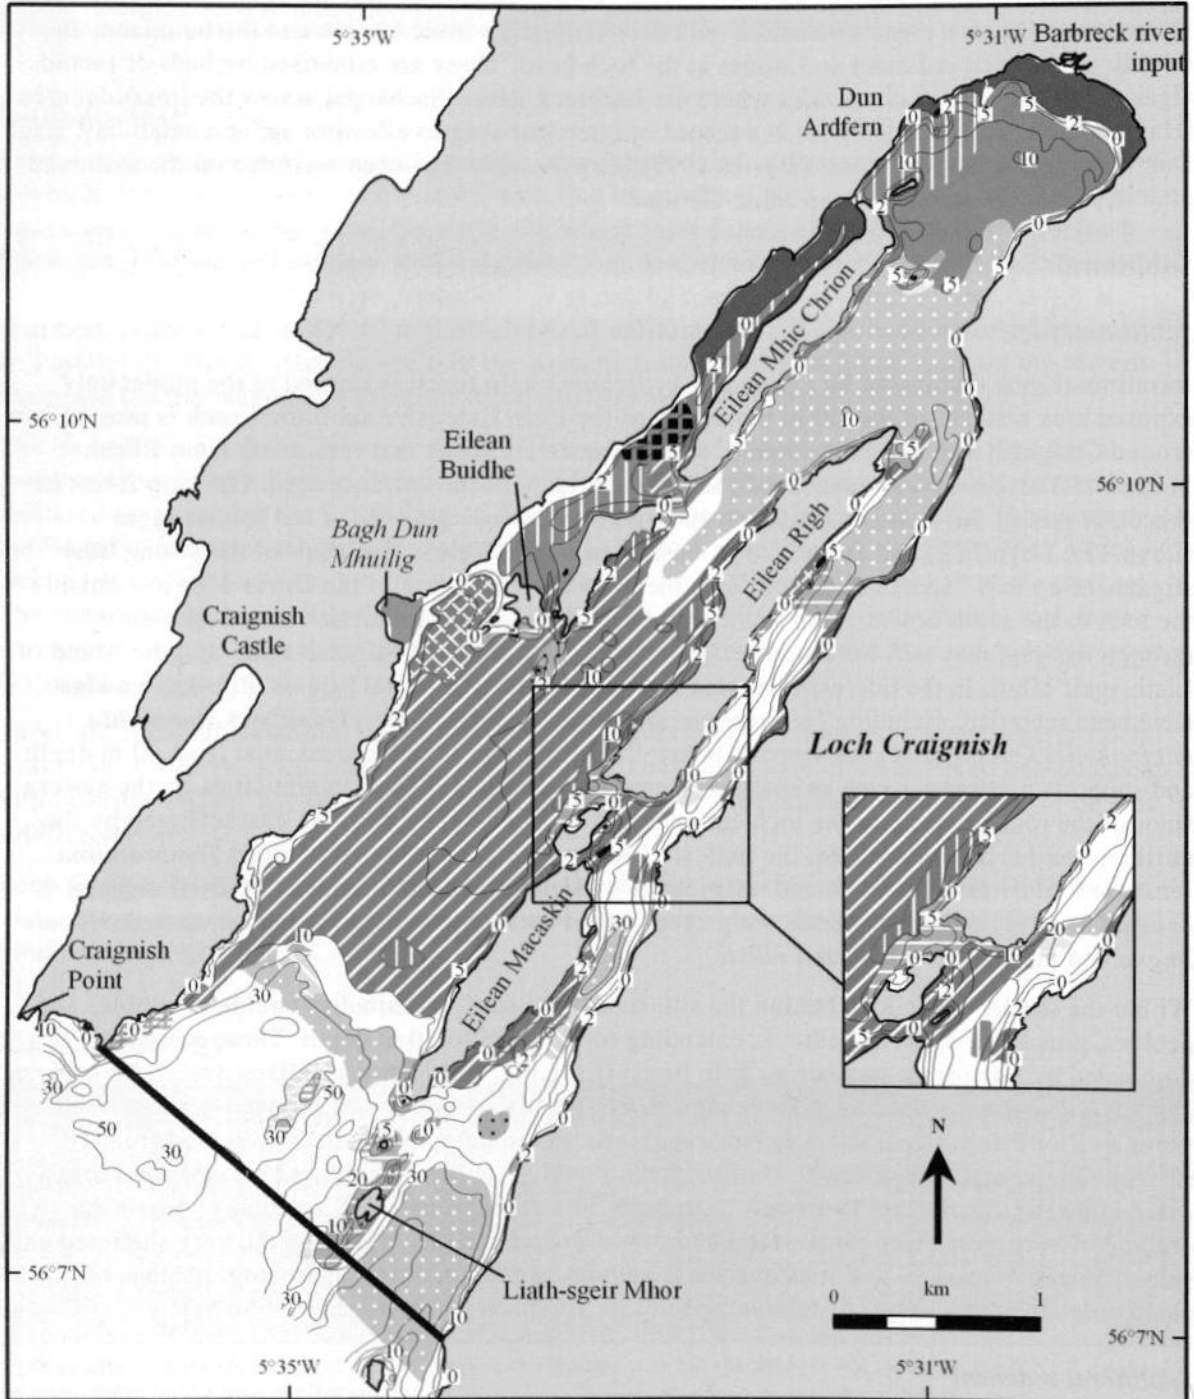 5°35'W
5°31'W
Barbreck river
input
Dun
Ardfern
Eilean Mhic Chrion
56°10'N
Eilean
Buidhe
56°10'N
Bagh Dun
Mhuilig
Eilean Righ
Craignish
Castle
Loch Craignish
Craignish
Point
Eilean Macaskin
N
56°7'N
Liath-sgeir Mhor
0 km 1
56°7'N
5°35'W
5°31'W